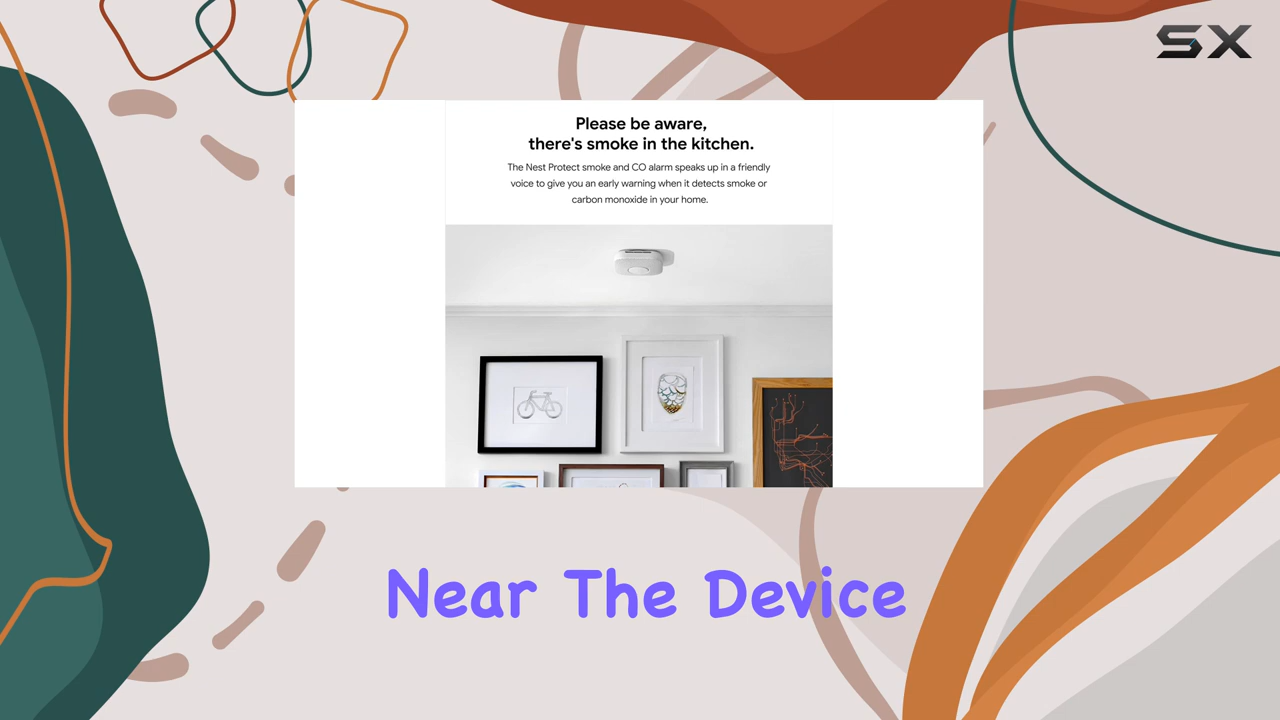 SX
Please be aware,
there's smoke in the kitchen.
The Nest Protect smoke and CO alarm speaks up in a friendly
voice to give you an early warning when it detects smoke or
carbon monoxide in your home.
Near The Device